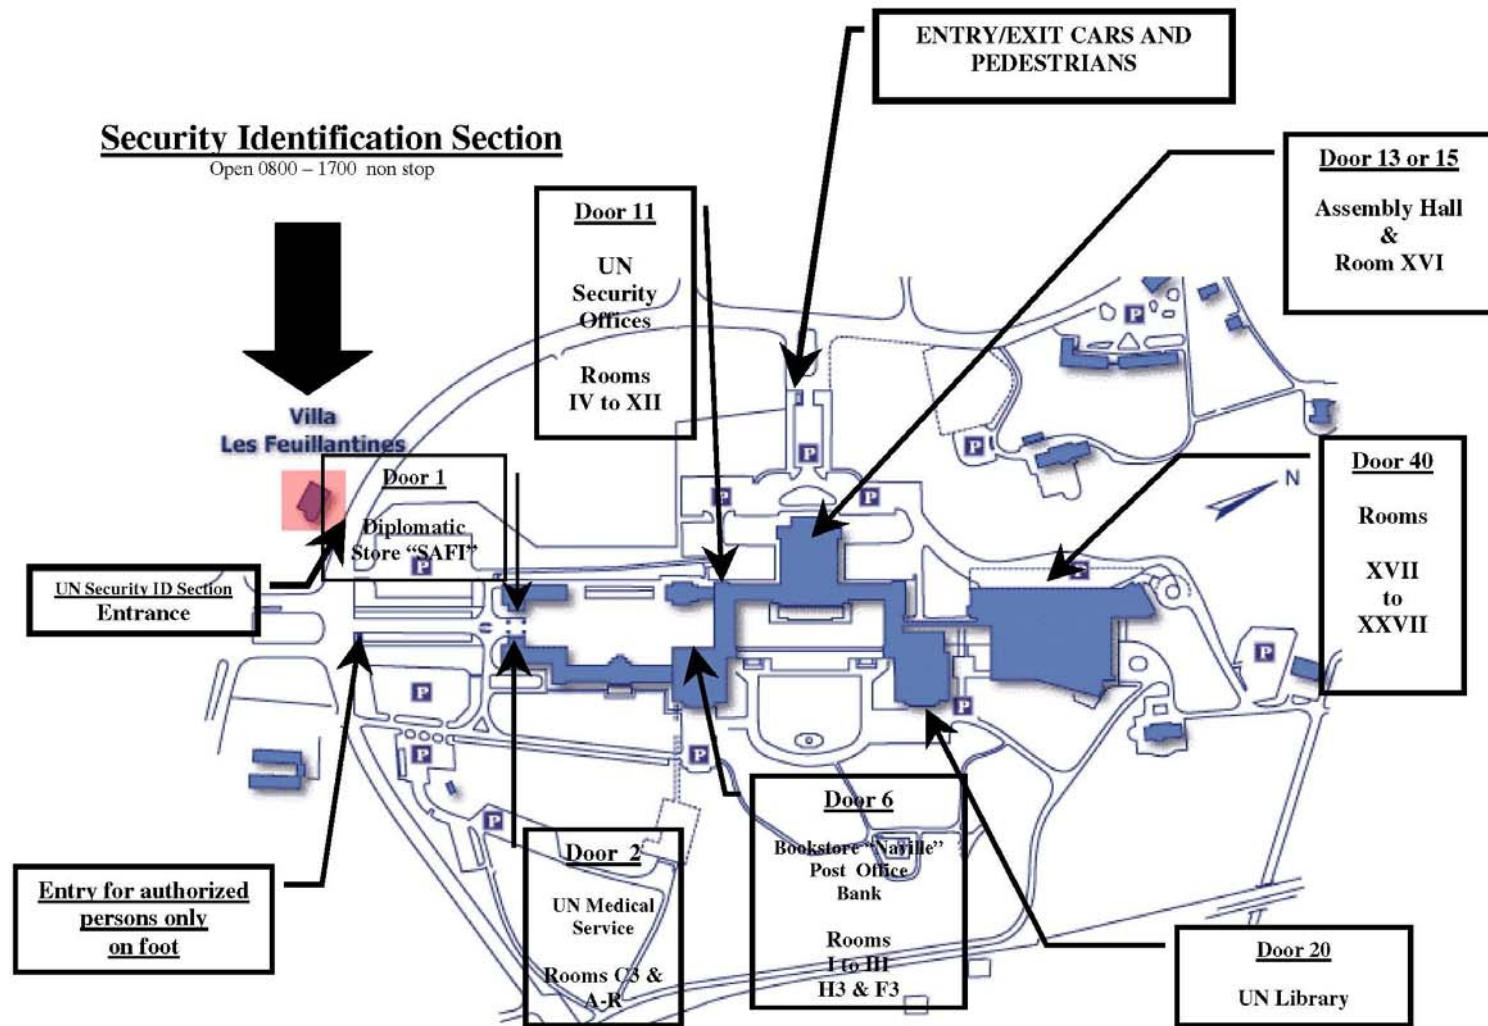 ENTRY/EXIT CARS AND
PEDESTRIANS
Security Identification Section
Open 0800 – 1700 non stop
Door 13 or 15
Assembly Hall
&
Room XVI
Door 11
UN
Security
Offices
Rooms
IV to XII
Villa
Les Feuillantines
Door 1
Diplomatic
Store “SAFI”
Door 40
Rooms
XVII
to
XXVII
N
UN Security ID Section
Entrance
P
P
P
P
P
P
P
P
P
P
P
P
P
P
Entry for authorized
persons only
on foot
Door 2
UN Medical
Service
Rooms C3 &
A-R
Door 6
Bookstore “Naville”
Post Office
Bank
Rooms
I to III
H3 & F3
Door 20
UN Library